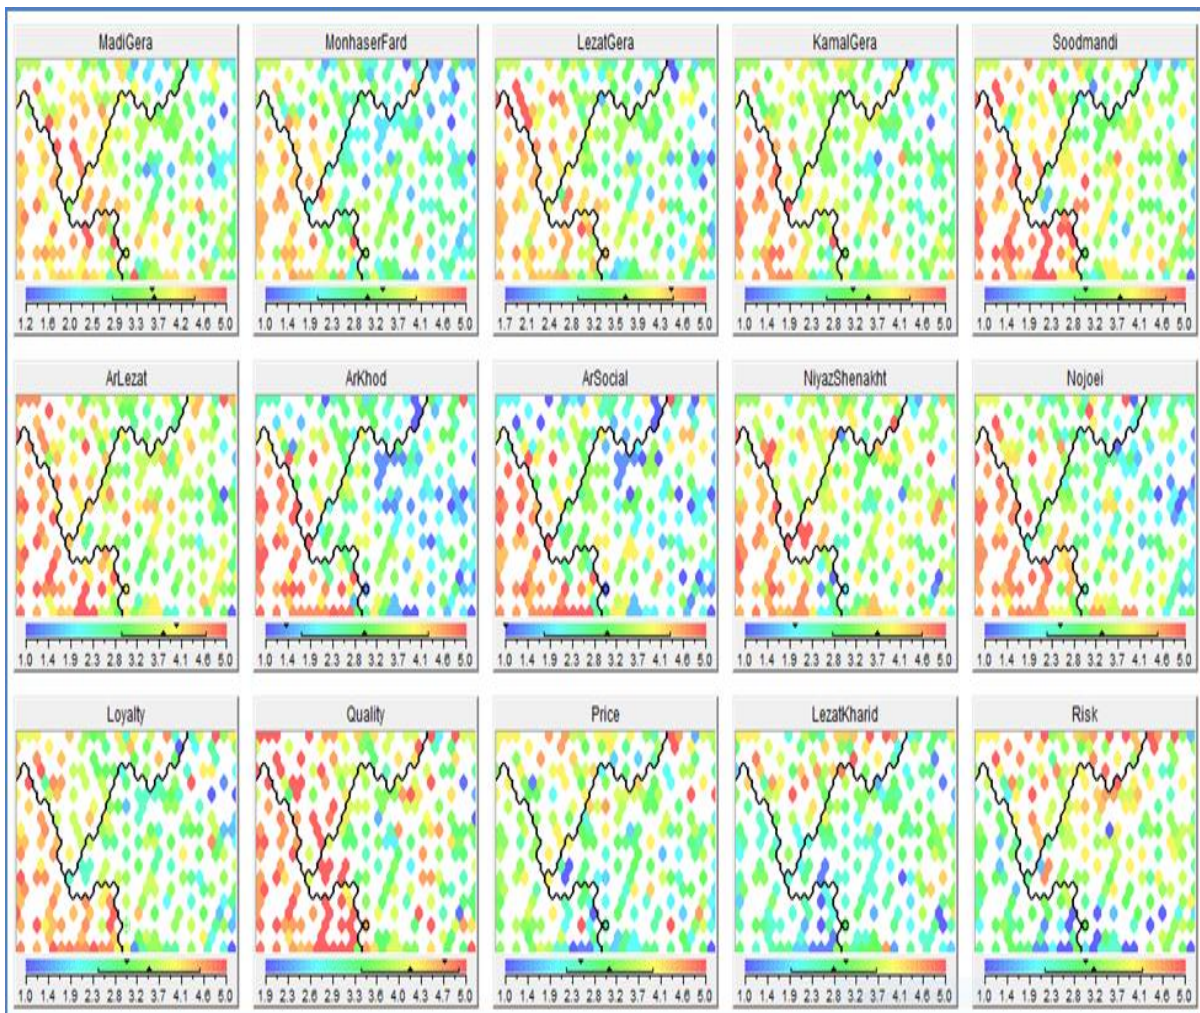 MadiGera MonhaserFard LezatGera KamalGera Soodmandi
1.2 1.6 2.0 2.5 2.9 3.3 3.7 4.2 4.6 5.0 1.0 1.4 1.9 2.3 2.8 3.2 3.6 4.1 4.6 5.0 1.7 2.1 2.4 2.8 3.2 3.5 3.9 4.3 4.6 5.0 1.0 1.4 1.9 2.3 2.8 3.2 3.7 4.1 4.6 5.0 1.0 1.4 1.9 2.3 2.8 3.2 3.7 4.1 4.6 5.0
ArLezat ArKhod ArSocial NiyazShenakht Nojoei
1.0 1.4 1.9 2.3 2.8 3.3 3.7 4.1 4.6 5.0 1.0 1.4 1.9 2.3 2.8 3.2 3.7 4.1 4.6 5.0 1.0 1.4 1.9 2.3 2.8 3.2 3.7 4.1 4.6 5.0 1.0 1.4 1.9 2.3 2.8 3.2 3.7 4.1 4.6 5.0 1.0 1.4 1.9 2.3 2.8 3.2 3.7 4.1 4.6 5.0
Loyalty Quality Price LezatKharid Risk
1.0 1.4 1.9 2.3 2.8 3.2 3.7 4.1 4.6 5.0 1.9 2.3 2.6 2.9 3.3 3.6 4.0 4.3 4.7 5.0 1.0 1.4 1.9 2.3 2.8 3.2 3.7 4.1 4.6 5.0 1.0 1.4 1.9 2.3 2.8 3.2 3.7 4.1 4.6 5.0 1.0 1.4 1.9 2.3 2.8 3.2 3.7 4.1 4.6 5.0